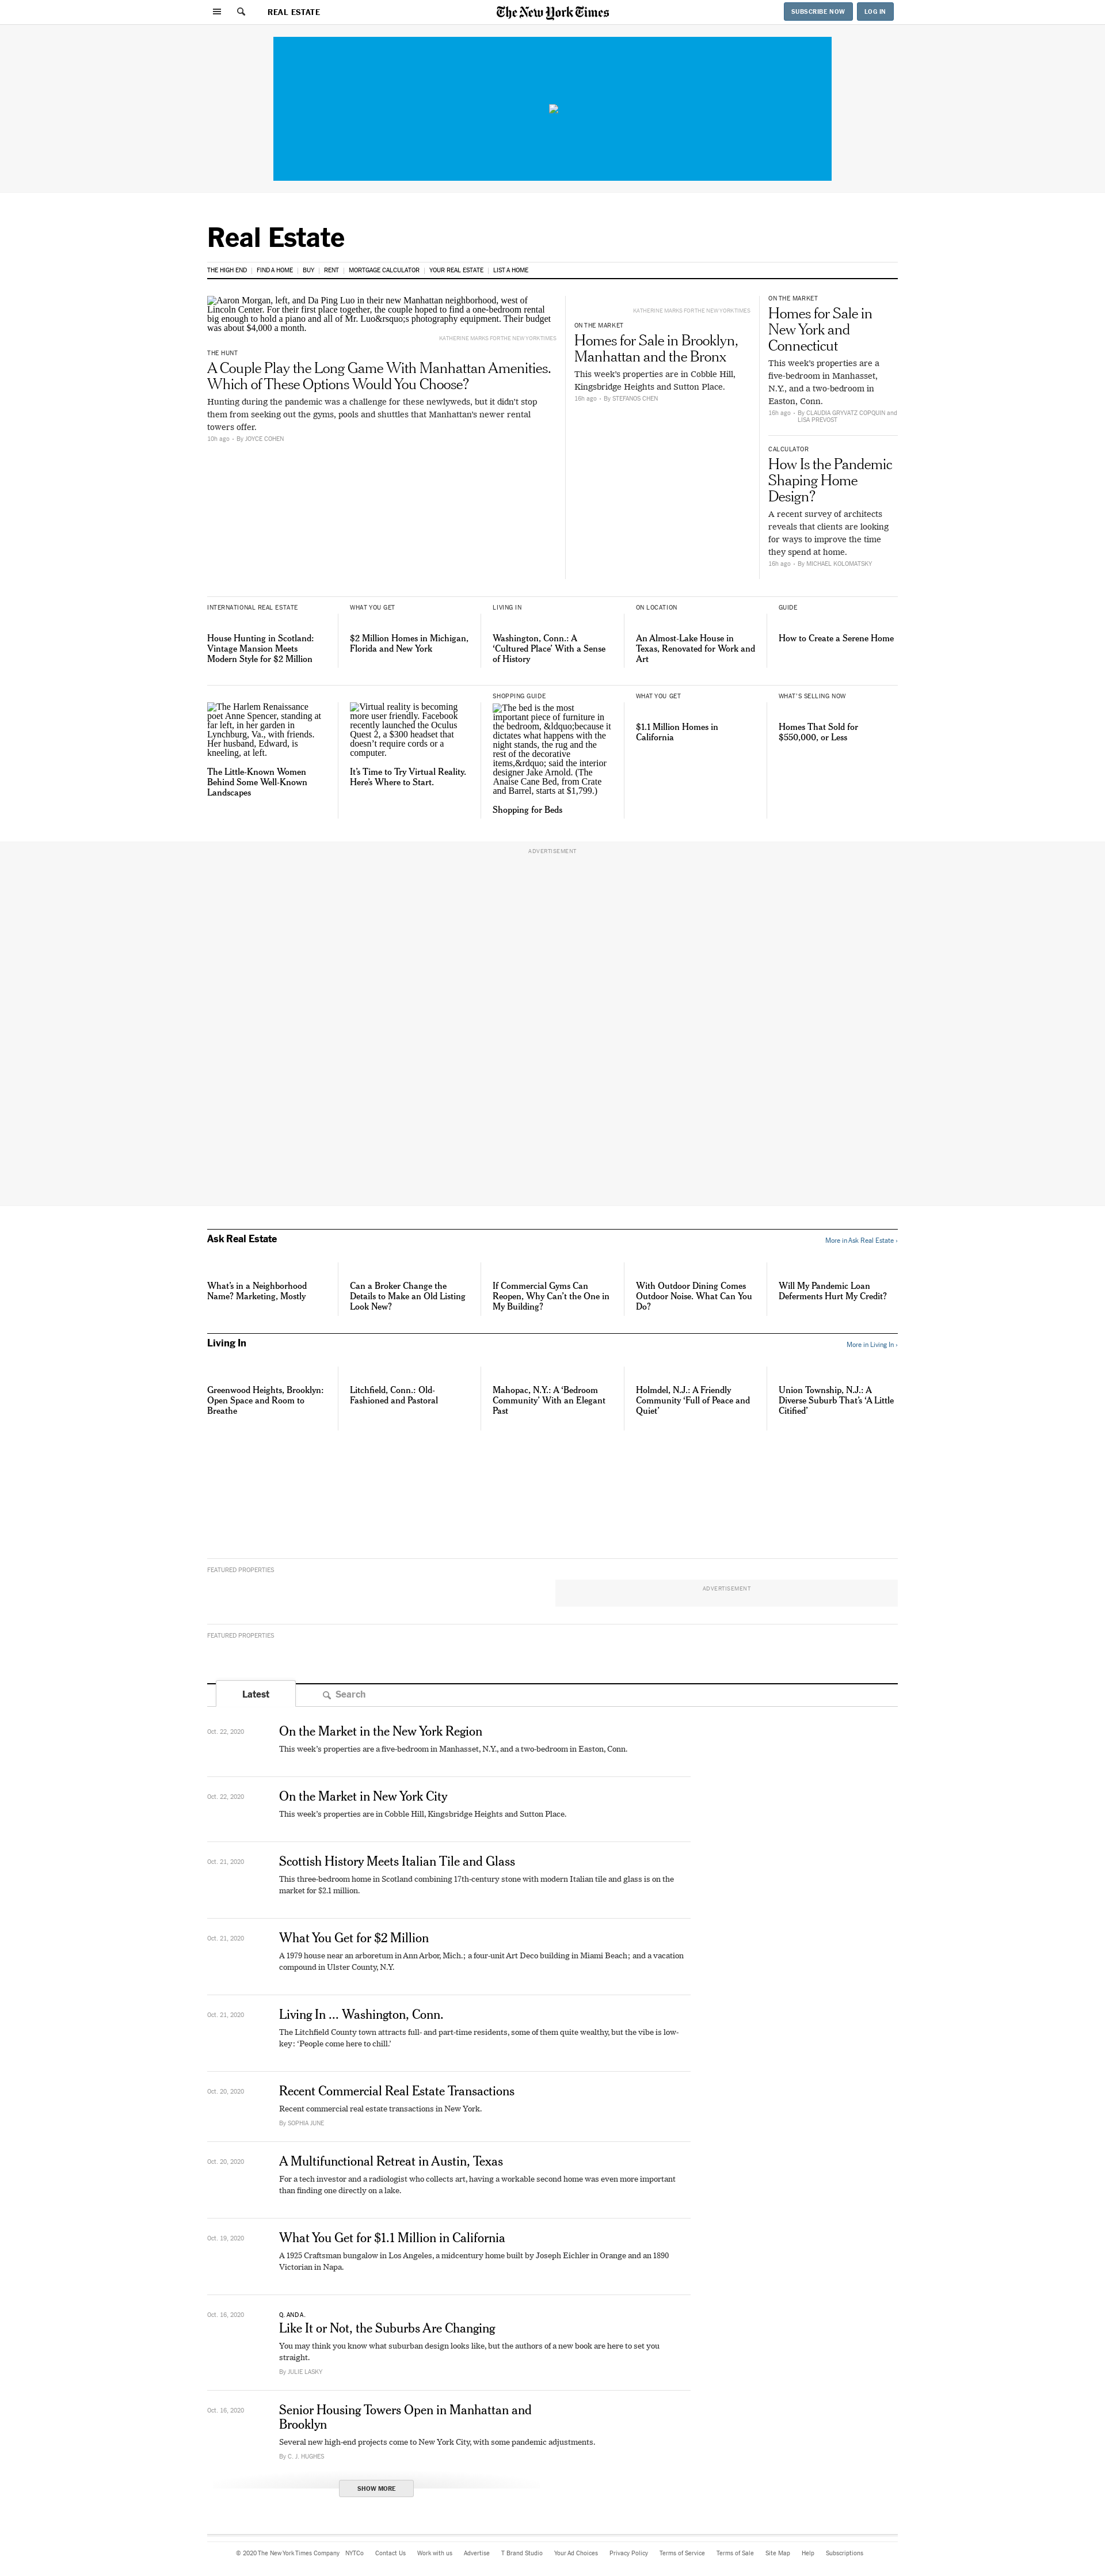 REAL ESTATE
The New York Times
SUBSCRIBE NOW
LOG IN
Real Estate
THE HIGH END
FIND A HOME
BUY
RENT
MORTGAGE CALCULATOR
YOUR REAL ESTATE
LIST A HOME
Aaron Morgan, left, and Da Ping Luo in their new Manhattan neighborhood, west of
Lincoln Center. For their first place together, the couple hoped to find a one-bedroom rental
big enough to hold a piano and all of Mr. Luo&rsquo;s photography equipment. Their budget
was about $4,000 a month.
KATHERINE MARKS FOR THE NEW YORK TIMES
THE HUNT
A Couple Play the Long Game With Manhattan Amenities.
Which of These Options Would You Choose?
Hunting during the pandemic was a challenge for these newlyweds, but it didn't stop
them from seeking out the gyms, pools and shuttles that Manhattan's newer rental
towers offer.
10h ago • By JOYCE COHEN
KATHERINE MARKS FOR THE NEW YORK TIMES
ON THE MARKET
Homes for Sale in Brooklyn,
Manhattan and the Bronx
This week's properties are in Cobble Hill,
Kingsbridge Heights and Sutton Place.
16h ago • By STEFANOS CHEN
ON THE MARKET
Homes for Sale in
New York and
Connecticut
This week's properties are a
five-bedroom in Manhasset,
N.Y., and a two-bedroom in
Easton, Conn.
16h ago • By CLAUDIA GRYVATZ COPQUIN and
LISA PREVOST
CALCULATOR
How Is the Pandemic
Shaping Home
Design?
A recent survey of architects
reveals that clients are looking
for ways to improve the time
they spend at home.
16h ago • By MICHAEL KOLOMATSKY
INTERNATIONAL REAL ESTATE
House Hunting in Scotland:
Vintage Mansion Meets
Modern Style for $2 Million
WHAT YOU GET
$2 Million Homes in Michigan,
Florida and New York
LIVING IN
Washington, Conn.: A
‘Cultured Place’ With a Sense
of History
ON LOCATION
An Almost-Lake House in
Texas, Renovated for Work and
Art
GUIDE
How to Create a Serene Home
The Harlem Renaissance
poet Anne Spencer, standing at
far left, in her garden in
Lynchburg, Va., with friends.
Her husband, Edward, is
kneeling, at left.
The Little-Known Women
Behind Some Well-Known
Landscapes
Virtual reality is becoming
more user friendly. Facebook
recently launched the Oculus
Quest 2, a $300 headset that
doesn’t require cords or a
computer.
It’s Time to Try Virtual Reality.
Here’s Where to Start.
SHOPPING GUIDE
The bed is the most
important piece of furniture in
the bedroom, &ldquo;because it
dictates what happens with the
night stands, the rug and the
rest of the decorative
items,&rdquo; said the interior
designer Jake Arnold. (The
Anaise Cane Bed, from Crate
and Barrel, starts at $1,799.)
Shopping for Beds
WHAT YOU GET
$1.1 Million Homes in
California
WHAT’S SELLING NOW
Homes That Sold for
$550,000, or Less
ADVERTISEMENT
Ask Real Estate
More in Ask Real Estate ›
What’s in a Neighborhood
Name? Marketing, Mostly
Can a Broker Change the
Details to Make an Old Listing
Look New?
If Commercial Gyms Can
Reopen, Why Can’t the One in
My Building?
With Outdoor Dining Comes
Outdoor Noise. What Can You
Do?
Will My Pandemic Loan
Deferments Hurt My Credit?
Living In
More in Living In ›
Greenwood Heights, Brooklyn:
Open Space and Room to
Breathe
Litchfield, Conn.: Old-
Fashioned and Pastoral
Mahopac, N.Y.: A ‘Bedroom
Community’ With an Elegant
Past
Holmdel, N.J.: A Friendly
Community ‘Full of Peace and
Quiet’
Union Township, N.J.: A
Diverse Suburb That’s ‘A Little
Citified’
FEATURED PROPERTIES
ADVERTISEMENT
FEATURED PROPERTIES
Latest
Search
Oct. 22, 2020
On the Market in the New York Region
This week’s properties are a five-bedroom in Manhasset, N.Y., and a two-bedroom in Easton, Conn.
Oct. 22, 2020
On the Market in New York City
This week’s properties are in Cobble Hill, Kingsbridge Heights and Sutton Place.
Oct. 21, 2020
Scottish History Meets Italian Tile and Glass
This three-bedroom home in Scotland combining 17th-century stone with modern Italian tile and glass is on the
market for $2.1 million.
Oct. 21, 2020
What You Get for $2 Million
A 1979 house near an arboretum in Ann Arbor, Mich.; a four-unit Art Deco building in Miami Beach; and a vacation
compound in Ulster County, N.Y.
Oct. 21, 2020
Living In ... Washington, Conn.
The Litchfield County town attracts full- and part-time residents, some of them quite wealthy, but the vibe is low-
key: ‘People come here to chill.’
Oct. 20, 2020
Recent Commercial Real Estate Transactions
Recent commercial real estate transactions in New York.
By SOPHIA JUNE
Oct. 20, 2020
A Multifunctional Retreat in Austin, Texas
For a tech investor and a radiologist who collects art, having a workable second home was even more important
than finding one directly on a lake.
Oct. 19, 2020
What You Get for $1.1 Million in California
A 1925 Craftsman bungalow in Los Angeles, a midcentury home built by Joseph Eichler in Orange and an 1890
Victorian in Napa.
Oct. 16, 2020
Q. AND A.
Like It or Not, the Suburbs Are Changing
You may think you know what suburban design looks like, but the authors of a new book are here to set you
straight.
By JULIE LASKY
Oct. 16, 2020
Senior Housing Towers Open in Manhattan and
Brooklyn
Several new high-end projects come to New York City, with some pandemic adjustments.
By C. J. HUGHES
SHOW MORE
© 2020 The New York Times Company
NYTCo
Contact Us
Work with us
Advertise
T Brand Studio
Your Ad Choices
Privacy Policy
Terms of Service
Terms of Sale
Site Map
Help
Subscriptions